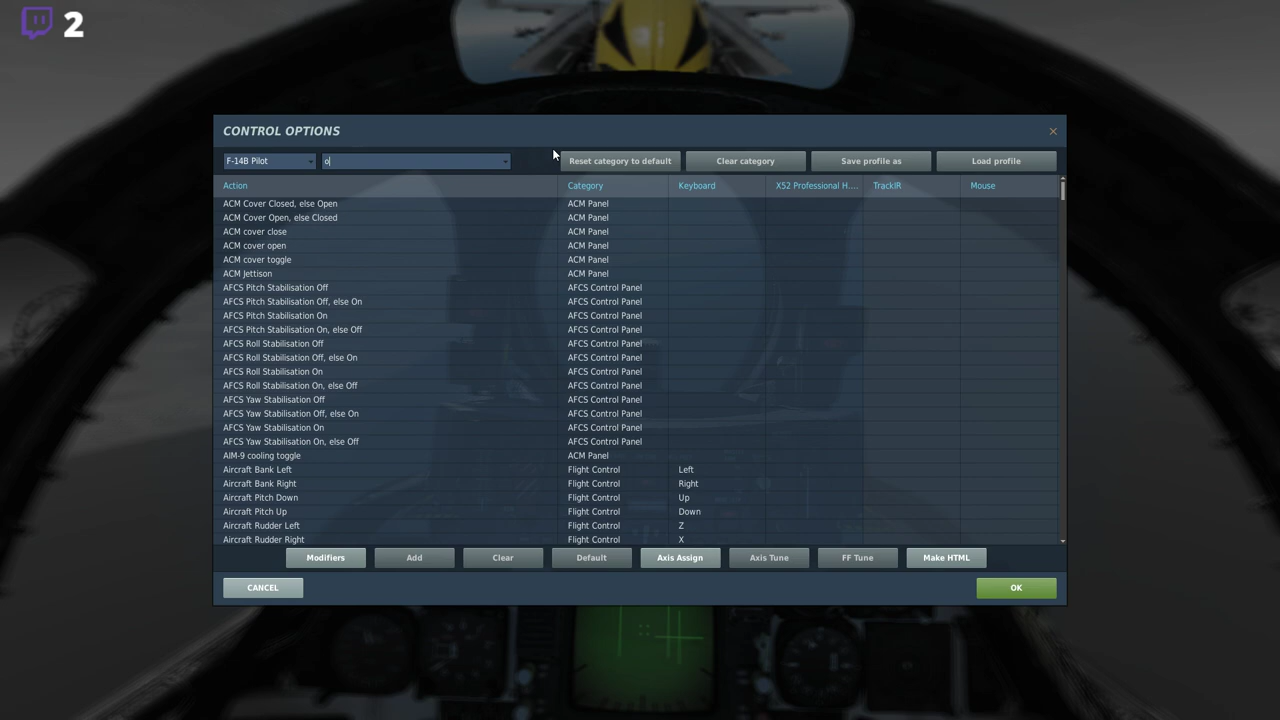 2
CONTROL OPTIONS
F-14B Pilot
o
Reset category to default
Clear category
Save profile as
Load profile
Action Category Keyboard X52 Professional H.... TrackIR Mouse
ACM Cover Closed, else Open ACM Panel
ACM Cover Open, else Closed ACM Panel
ACM cover close ACM Panel
ACM cover open ACM Panel
ACM cover toggle ACM Panel
ACM Jettison ACM Panel
AFCS Pitch Stabilisation Off AFCS Control Panel
AFCS Pitch Stabilisation Off, else On AFCS Control Panel
AFCS Pitch Stabilisation On AFCS Control Panel
AFCS Pitch Stabilisation On, else Off AFCS Control Panel
AFCS Roll Stabilisation Off AFCS Control Panel
AFCS Roll Stabilisation Off, else On AFCS Control Panel
AFCS Roll Stabilisation On AFCS Control Panel
AFCS Roll Stabilisation On, else Off AFCS Control Panel
AFCS Yaw Stabilisation Off AFCS Control Panel
AFCS Yaw Stabilisation Off, else On AFCS Control Panel
AFCS Yaw Stabilisation On AFCS Control Panel
AFCS Yaw Stabilisation On, else Off AFCS Control Panel
AIM-9 cooling toggle ACM Panel
Aircraft Bank Left Flight Control Left
Aircraft Bank Right Flight Control Right
Aircraft Pitch Down Flight Control Up
Aircraft Pitch Up Flight Control Down
Aircraft Rudder Left Flight Control Z
Aircraft Rudder Right Flight Control X
Modifiers
Add
Clear
Default
Axis Assign
Axis Tune
FF Tune
Make HTML
CANCEL
OK